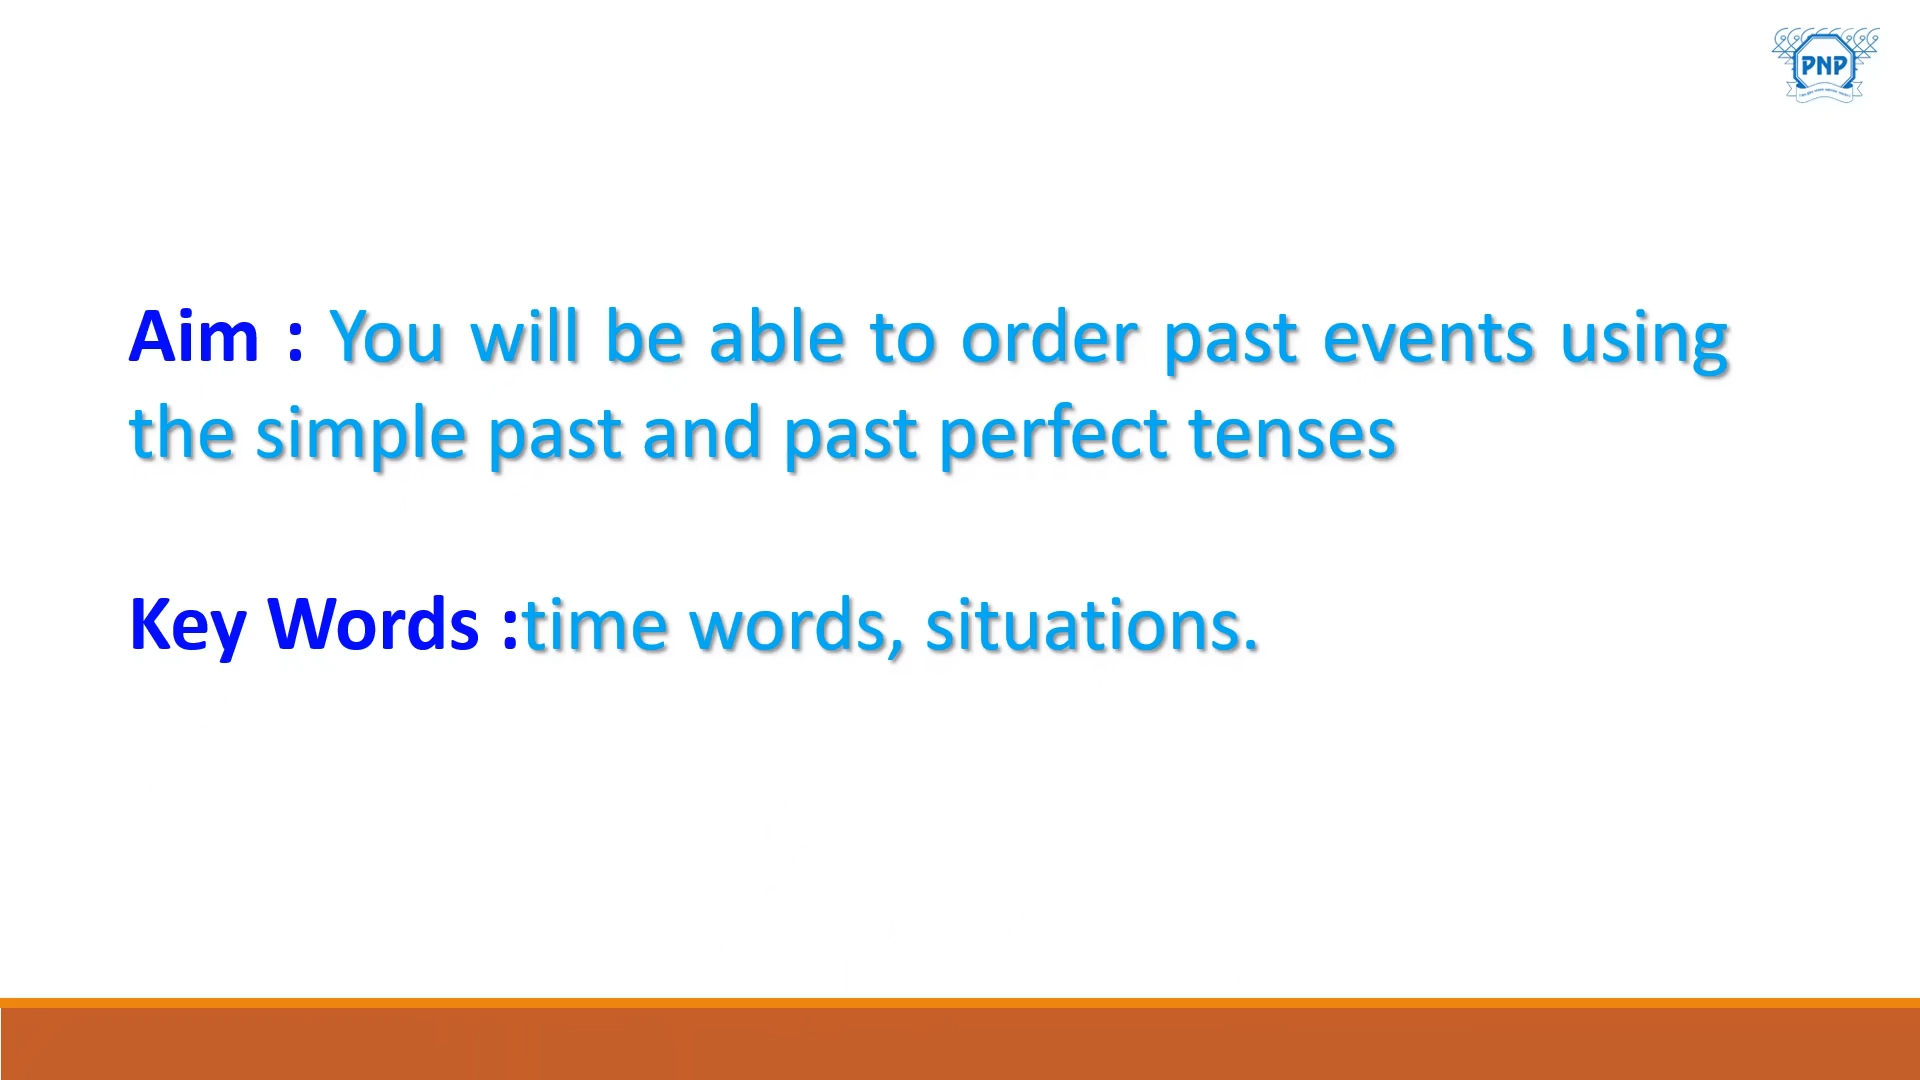 PNP
Aim : You will be able to order past events using
the simple past and past perfect tenses
Key Words :time words, situations.